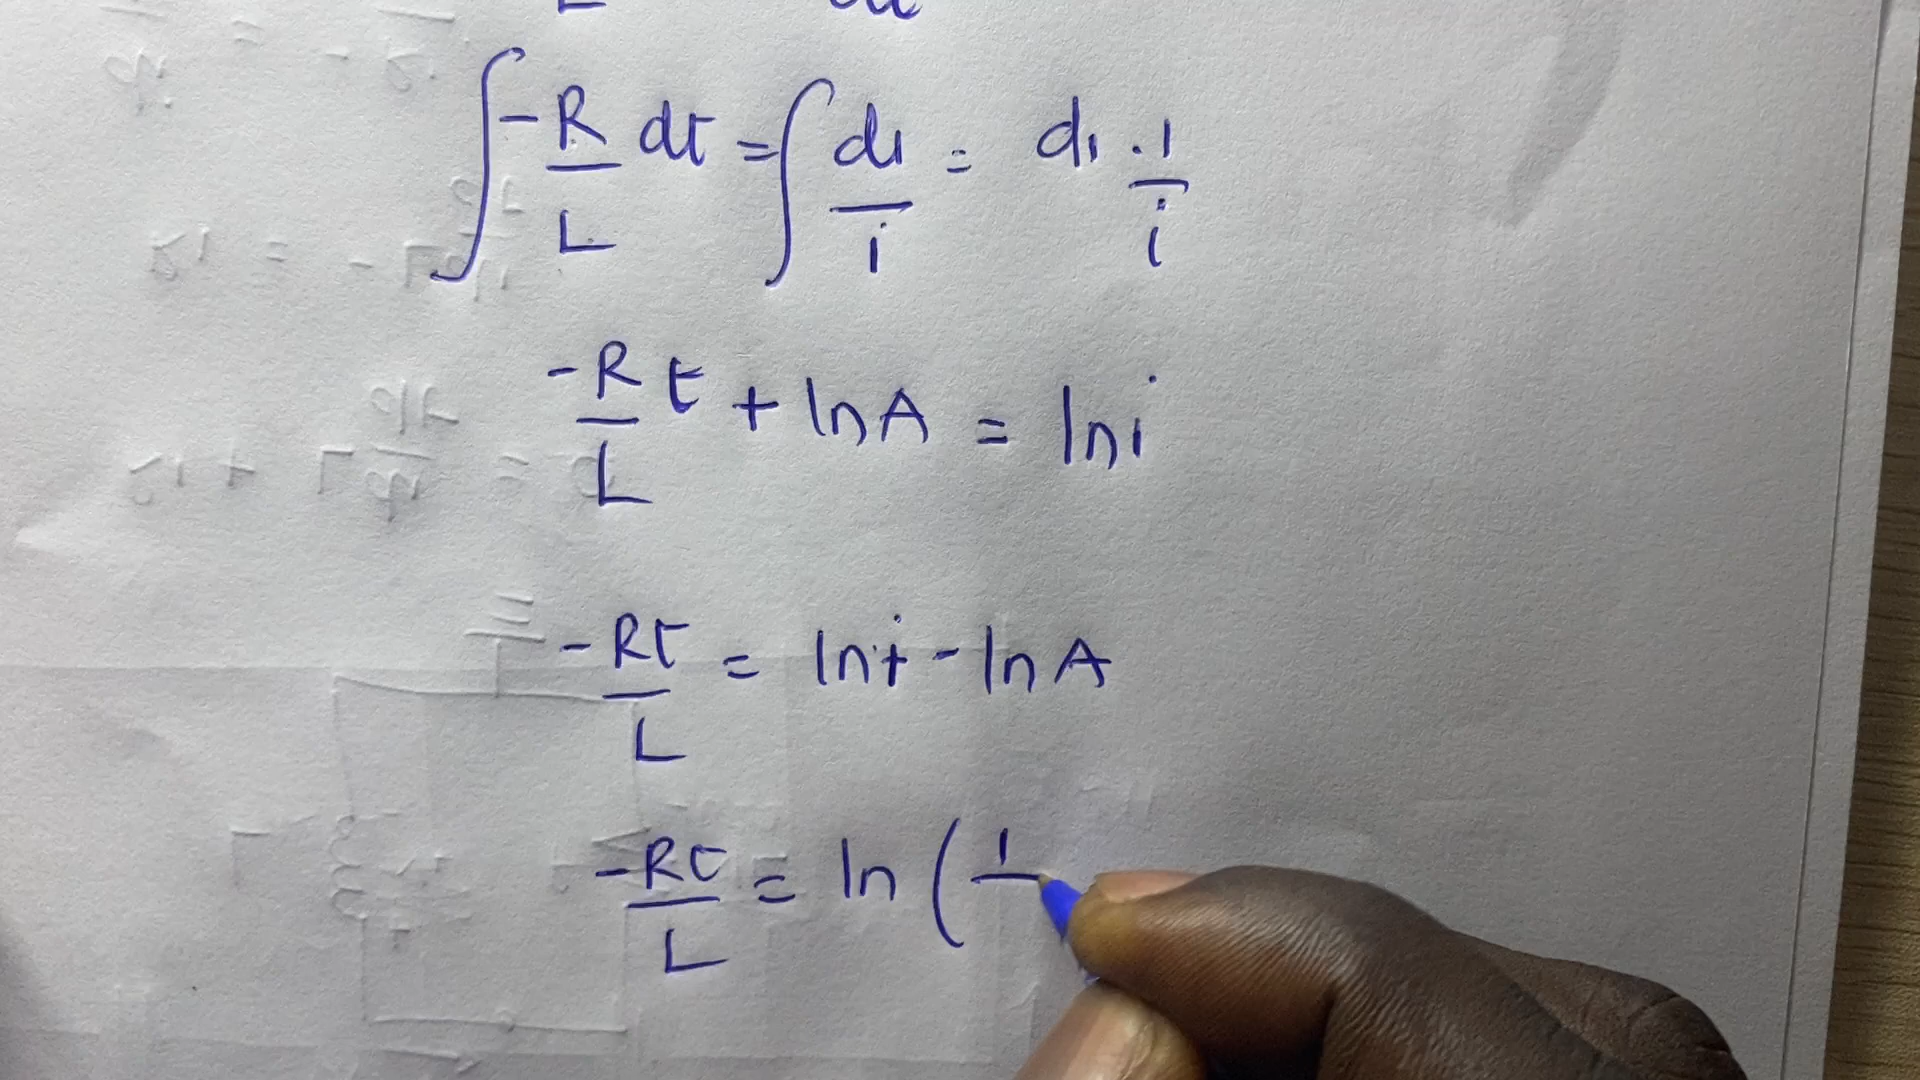 ∫ -R/L dt = ∫ di/i = di · 1/i
-R/L t + ln A = ln i
-Rt/L = ln i - ln A
-Rt/L = ln ( i